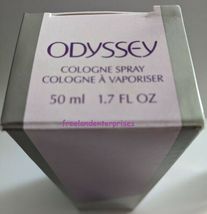 ODYSSEY
COLOGNE SPRAY
COLOGNE À VAPORISER
50 ml 1.7 FL OZ
freelandenterprises